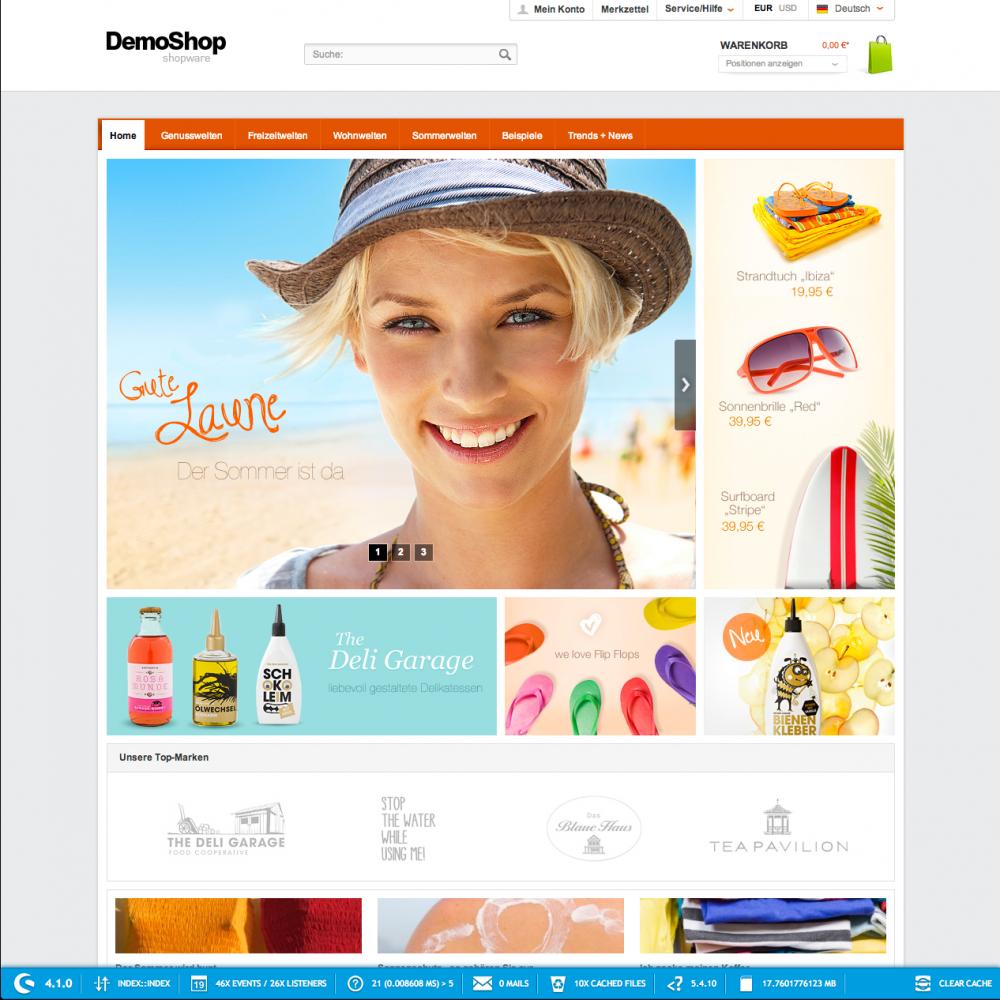 Mein Konto Merkzettel Service/Hilfe EUR USD Deutsch
DemoShop
shopware
Suche:
WARENKORB 0,00 €*
Positionen anzeigen
Home Genusswelten Freizeitwelten Wohnwelten Sommerwelten Beispiele Trends + News
Gute
Laune
Der Sommer ist da
1 2 3
Strandtuch „Ibiza“
19,95 €
Sonnenbrille „Red“
39,95 €
Surfboard
„Stripe“
39,95 €
ROSA
MUNDE
ÖLWECHSEL
SCH
OKO
LEIM
The
Deli Garage
liebevoll gestaltete Delikatessen
we love Flip Flops
Neu
BIENEN
KLEBER
Unsere Top-Marken
THE DELI GARAGE
FOOD COOPERATIVE
STOP
THE WATER
WHILE
USING ME!
Das
Blaue Haus
TEA PAVILION
4.1.0 INDEX::INDEX 19 46X EVENTS / 26X LISTENERS 21 (0.008608 MS) > 5 0 MAILS 10X CACHED FILES 5.4.10 17.7601776123 MB CLEAR CACHE